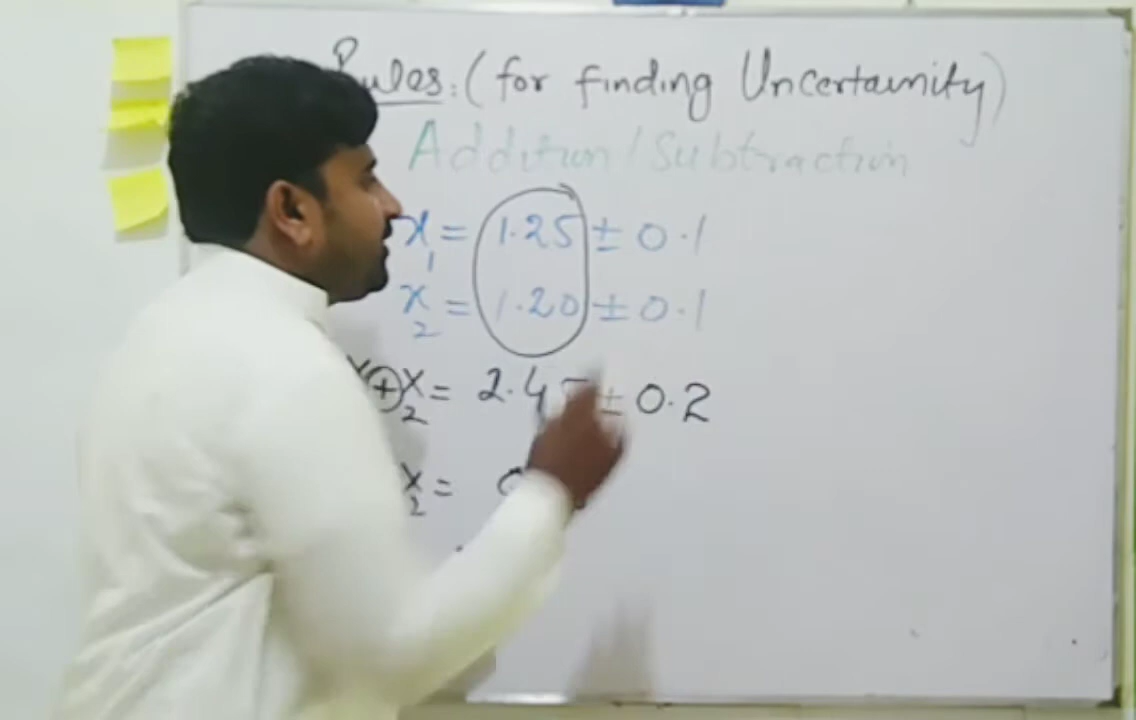 Rules: (for finding Uncertainity)
Addition/Subtraction
x₁ = 1.25 ± 0.1
x₂ = 1.20 ± 0.1
+ x₂ = 2.45 ± 0.2
x₂ = 0